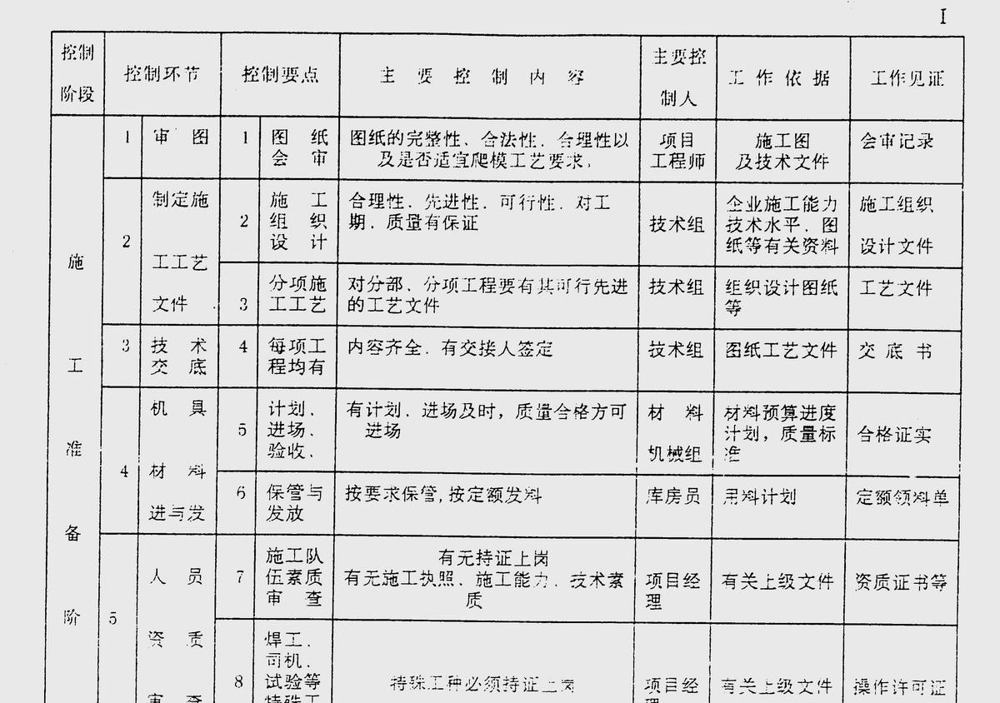 I
控制
阶段
控制环节
控制要点
主要控制内容
主要控
制人
工作依据
工作见证
施
工
准
备
阶
1
审图
1
图纸
会审
图纸的完整性、合法性、合理性以
及是否适宜爬模工艺要求。
项目
工程师
施工图
及技术文件
会审记录
2
制定施
工工艺
文件
2
施工
组织
设计
合理性、先进性、可行性、对工
期、质量有保证
技术组
企业施工能力
技术水平、图
纸等有关资料
施工组织
设计文件
3
分项施
工工艺
对分部、分项工程要有其可行先进
的工艺文件
技术组
组织设计图纸
等
工艺文件
3
技术
交底
4
每项工
程均有
内容齐全、有交接人签定
技术组
图纸工艺文件
交底书
4
机具
材料
进与发
5
计划、
进场、
验收、
有计划、进场及时，质量合格方可
进场
材料
机械组
材料预算进度
计划，质量标
准
合格证实
6
保管与
发放
按要求保管,按定额发料
库房员
用料计划
定额领料单
5
人员
资质
审查
7
施工队
伍素质
审查
有无持证上岗
有无施工执照、施工能力、技术素
质
项目经
理
有关上级文件
资质证书等
8
焊工、
司机、
试验等
特殊工
特殊工种必须持证上岗
项目经
理
有关上级文件
操作许可证